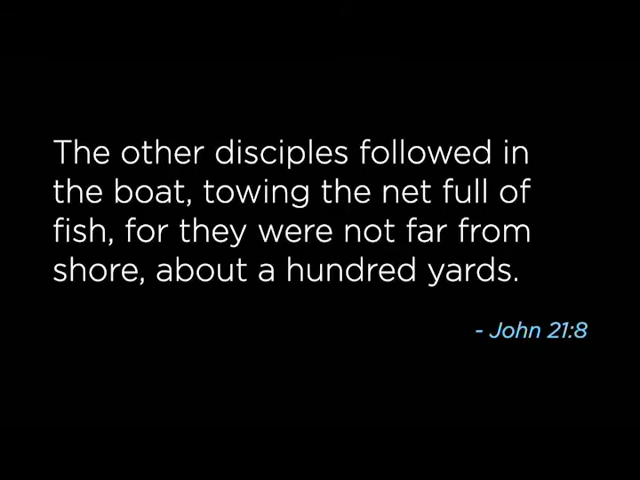 The other disciples followed in
the boat, towing the net full of
fish, for they were not far from
shore, about a hundred yards.
- John 21:8